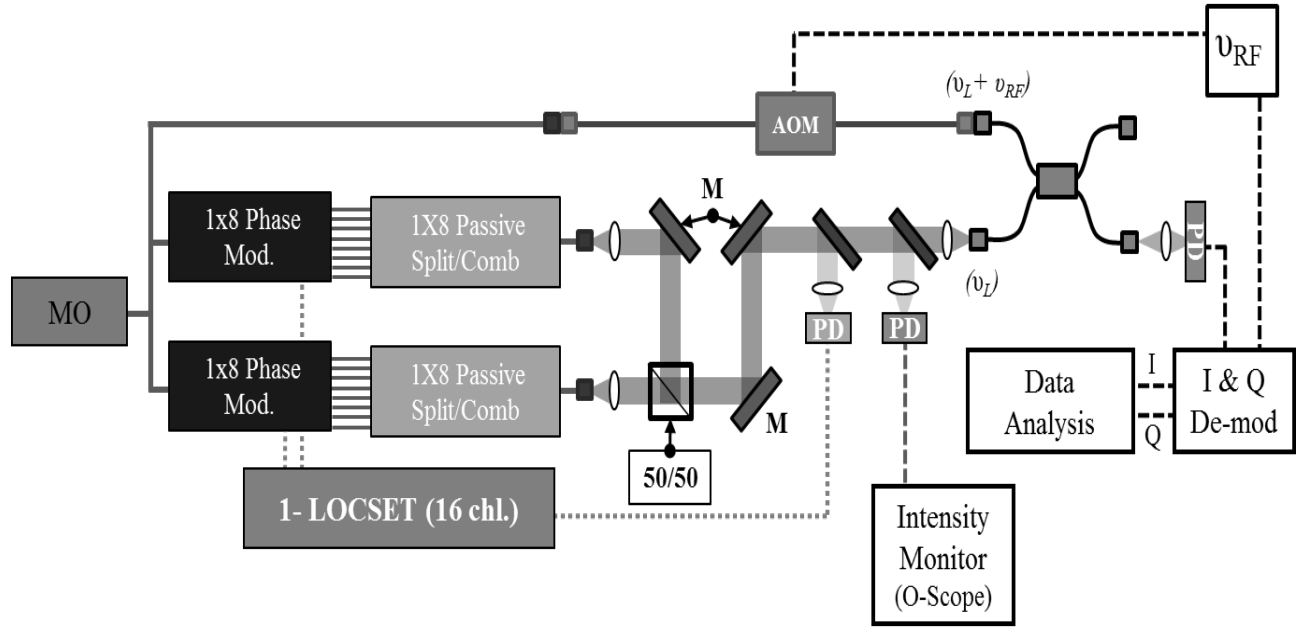 υRF
(υL + υRF)
AOM
M
1x8 Phase
Mod.
1X8 Passive
Split/Comb
PD
(υL)
MO
PD
PD
1x8 Phase
Mod.
1X8 Passive
Split/Comb
M
Data
Analysis
I
Q
I & Q
De-mod
50/50
1- LOCSET (16 chl.)
Intensity
Monitor
(O-Scope)